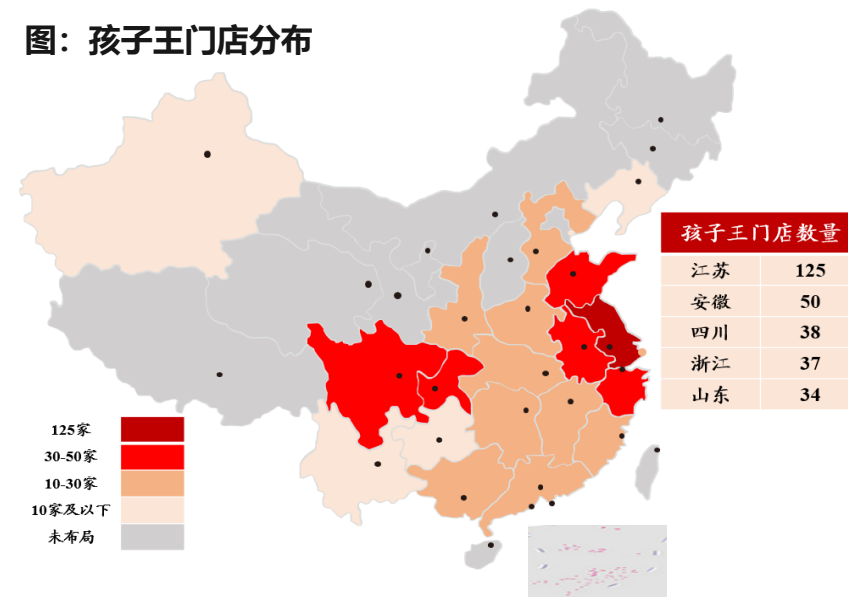 图：孩子王门店分布
孩子王门店数量
江苏 125
安徽 50
四川 38
浙江 37
山东 34
125家
30-50家
10-30家
10家及以下
未布局